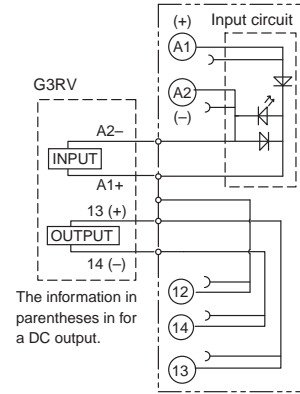 (+)
Input circuit
A1
G3RV
A2
(–)
A2–
INPUT
A1+
13 (+)
OUTPUT
14 (–)
12
14
13
The information in
parentheses in for
a DC output.